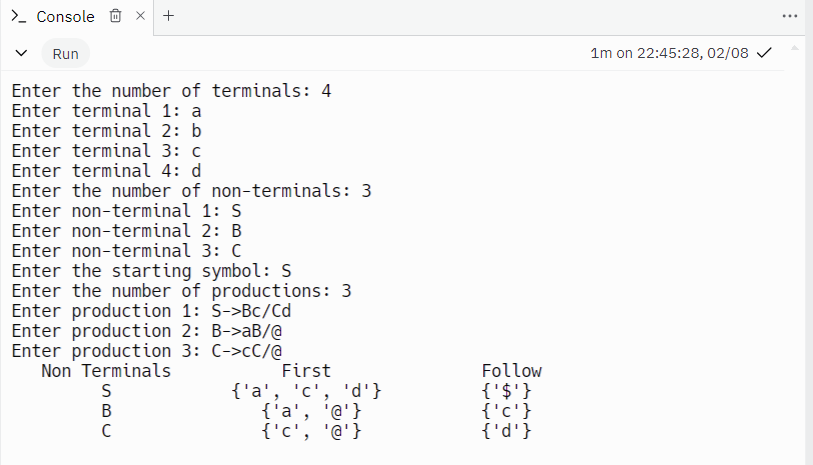 Console
Run
1m on 22:45:28, 02/08
Enter the number of terminals: 4
Enter terminal 1: a
Enter terminal 2: b
Enter terminal 3: c
Enter terminal 4: d
Enter the number of non-terminals: 3
Enter non-terminal 1: S
Enter non-terminal 2: B
Enter non-terminal 3: C
Enter the starting symbol: S
Enter the number of productions: 3
Enter production 1: S->Bc/Cd
Enter production 2: B->aB/@
Enter production 3: C->cC/@
Non Terminals First Follow
S {'a', 'c', 'd'} {'$'}
B {'a', '@'} {'c'}
C {'c', '@'} {'d'}